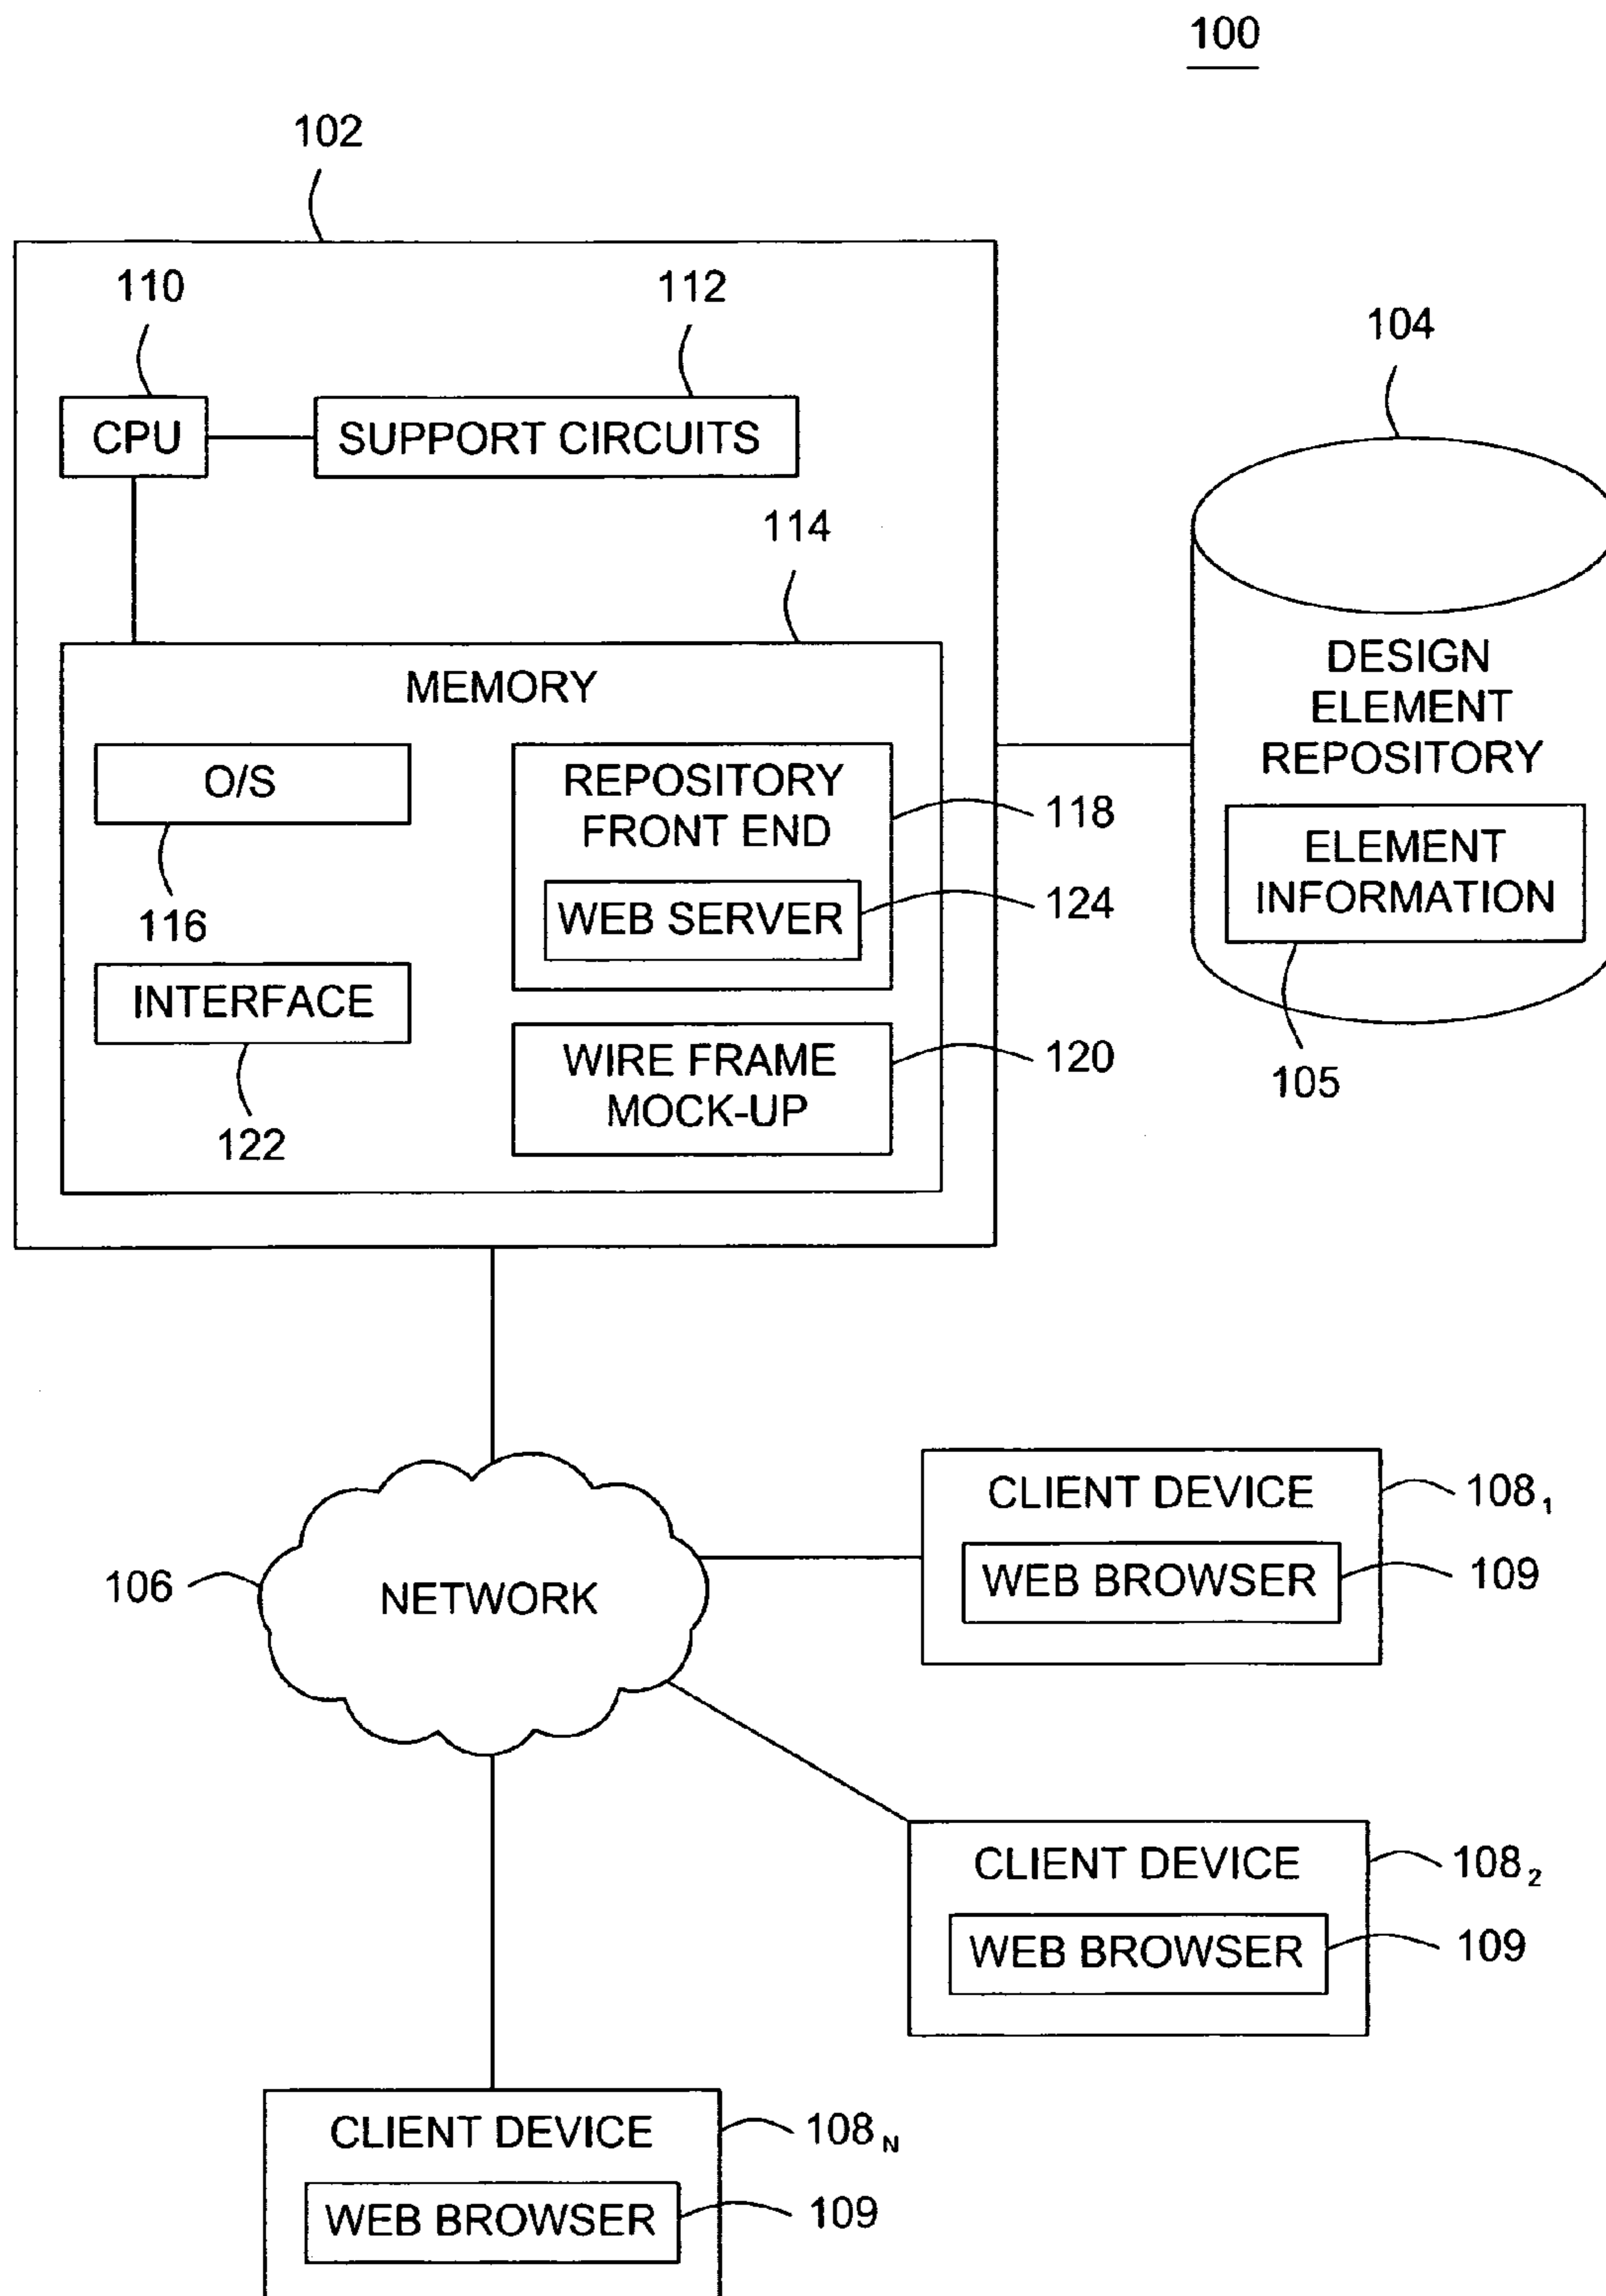 100
102
110
112
CPU
SUPPORT CIRCUITS
104
114
MEMORY
O/S
116
INTERFACE
122
REPOSITORY
FRONT END
118
WEB SERVER
124
WIRE FRAME
MOCK-UP
120
DESIGN
ELEMENT
REPOSITORY
ELEMENT
INFORMATION
105
106
NETWORK
CLIENT DEVICE
108₁
WEB BROWSER
109
CLIENT DEVICE
108₂
WEB BROWSER
109
CLIENT DEVICE
108N
WEB BROWSER
109